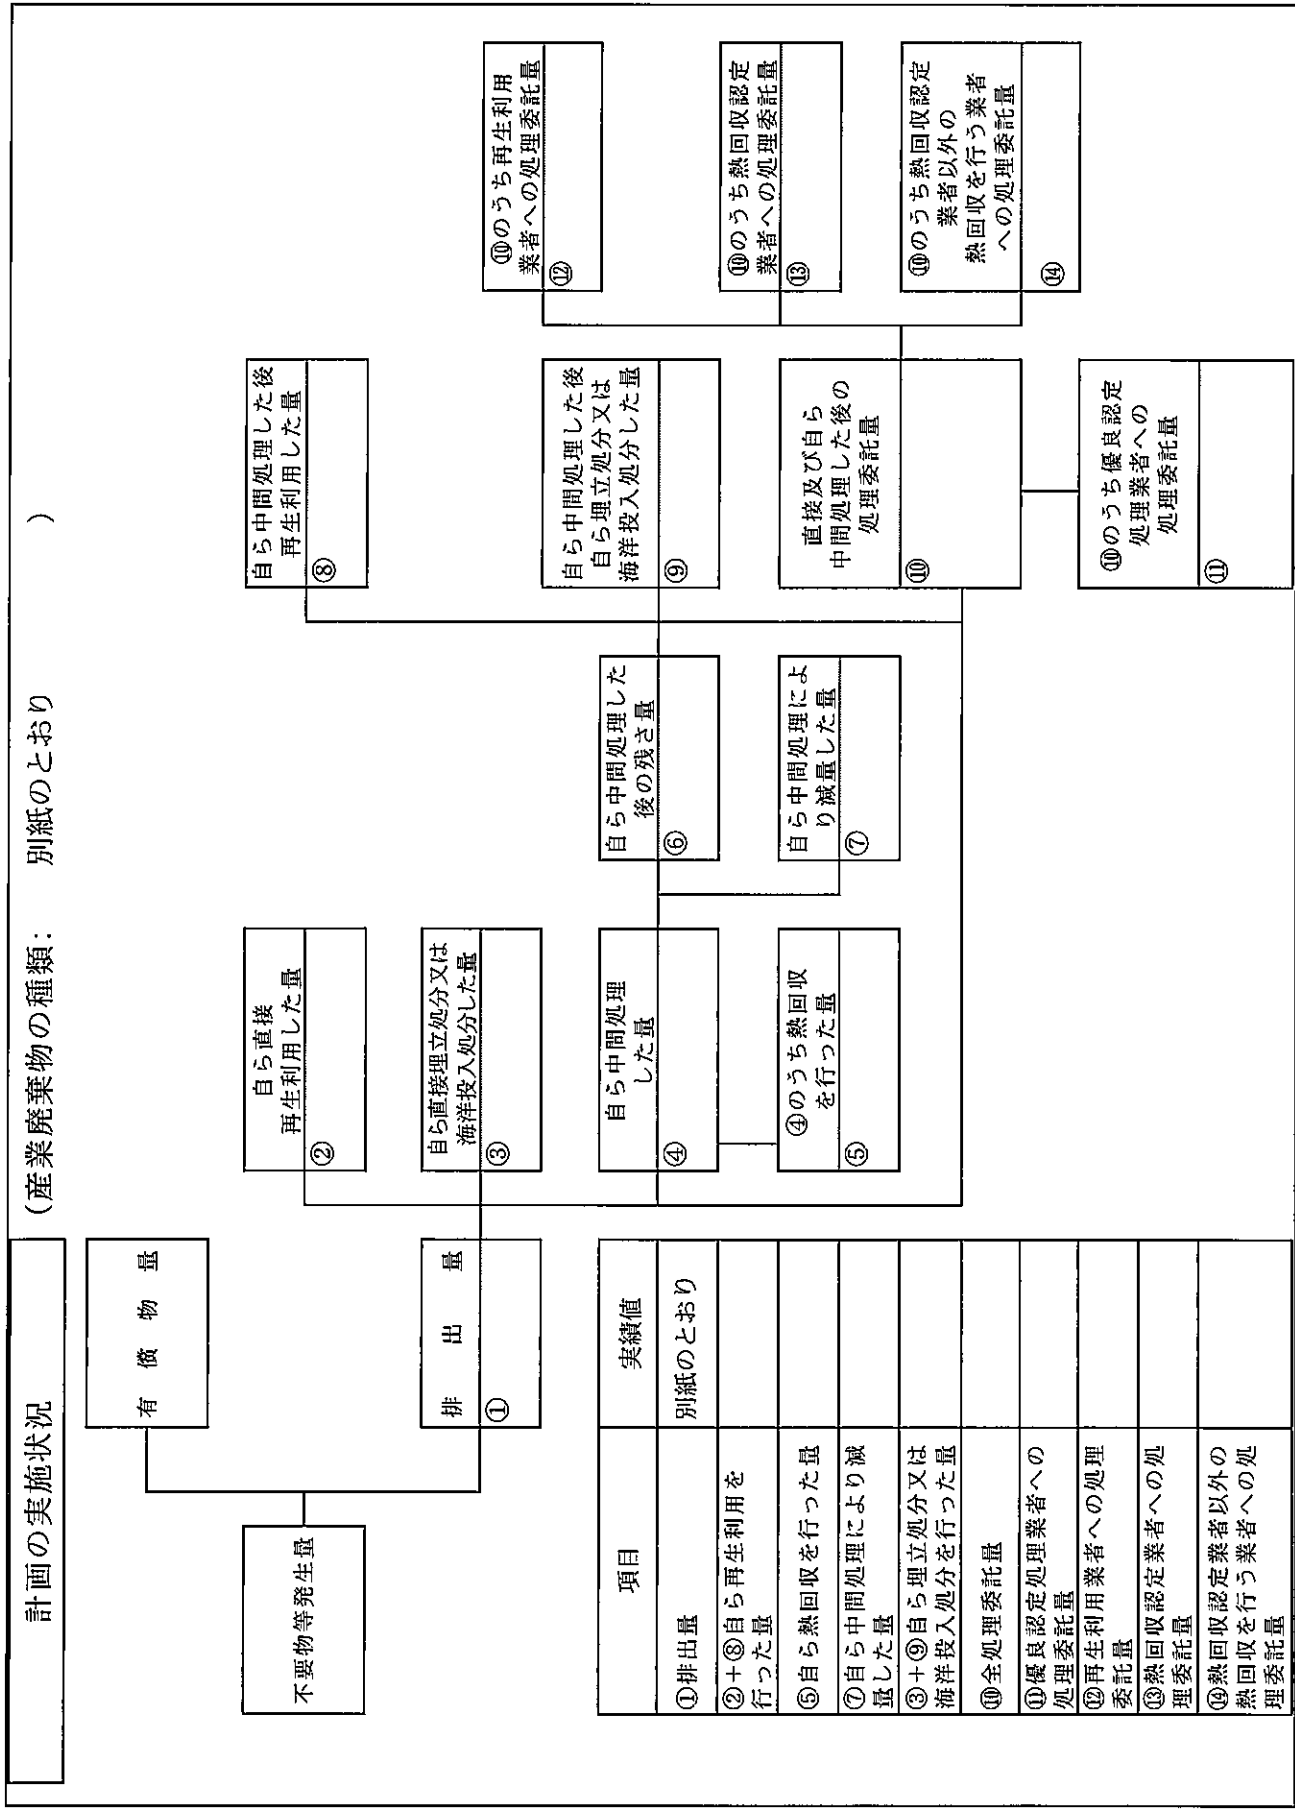 計画の実施状況
(産業廃棄物の種類： 別紙のとおり )
不要物等発生量
有償物量
排出量
①
自ら直接
再生利用した量
②
自ら直接埋立処分又は
海洋投入処分した量
③
自ら中間処理
した量
④
④のうち熱回収
を行った量
⑤
自ら中間処理した
後の残さ量
⑥
自ら中間処理によ
り減量した量
⑦
自ら中間処理した後
再生利用した量
⑧
自ら中間処理した後
自ら埋立処分又は
海洋投入処分した量
⑨
直接及び自ら
中間処理した後の
処理委託量
⑩
⑩のうち優良認定
処理業者への
処理委託量
⑪
⑩のうち再生利用
業者への処理委託量
⑫
⑩のうち熱回収認定
業者への処理委託量
⑬
⑩のうち熱回収認定
業者以外の
熱回収を行う業者
への処理委託量
⑭
項目 実績値
①排出量 別紙のとおり
②+⑧自ら再生利用を
行った量
⑤自ら熱回収を行った量
⑦自ら中間処理により減
量した量
③+⑨自ら埋立処分又は
海洋投入処分を行った量
⑩全処理委託量
⑪優良認定処理業者への
処理委託量
⑫再生利用業者への処理
委託量
⑬熱回収認定業者への処
理委託量
⑭熱回収認定業者以外の
熱回収を行う業者への処
理委託量